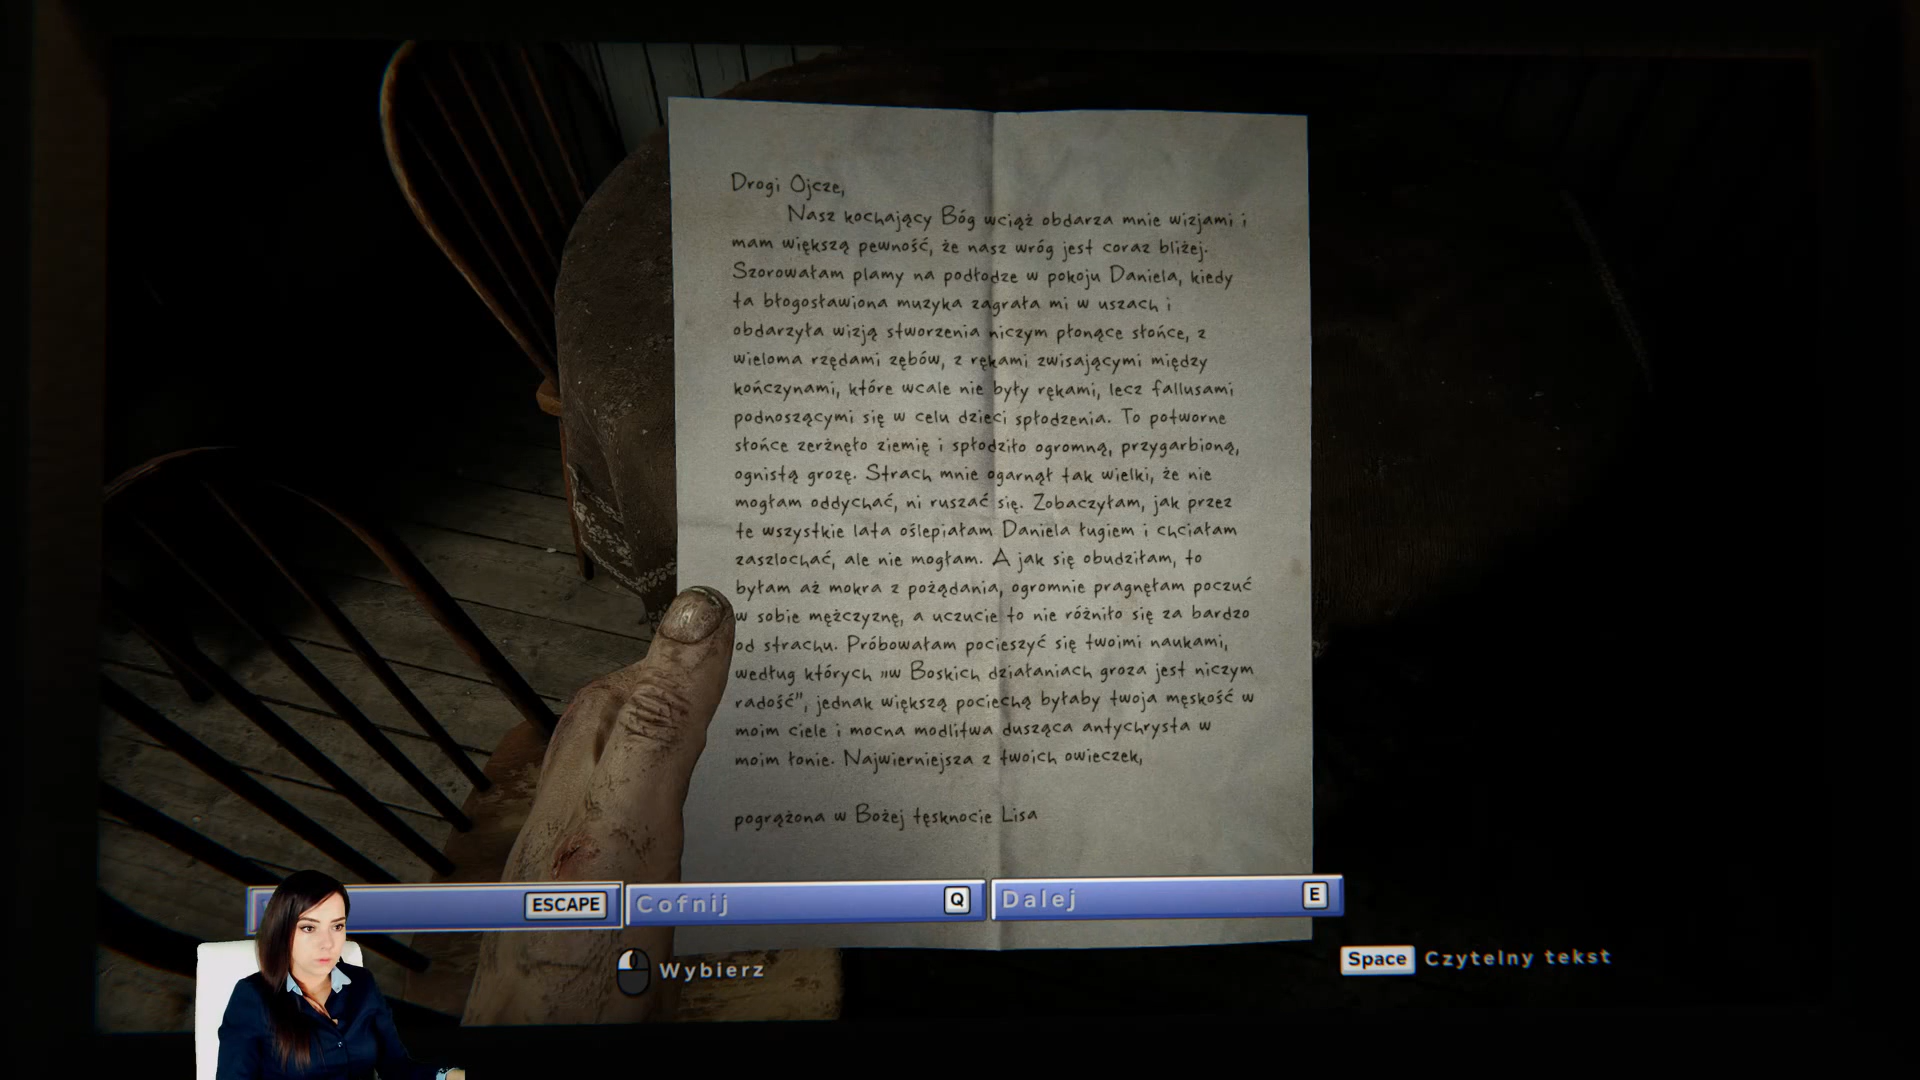 Drogi Ojcze,
Nasz kochający Bóg wciąż obdarza mnie wizjami i
mam większą pewność, że nasz wróg jest coraz bliżej.
Szorowałam plamy na podłodze w pokoju Daniela, kiedy
ta błogosławiona muzyka zagrała mi w uszach i
obdarzyła wizją stworzenia niczym płonące słońce, z
wieloma rzędami zębów, z rękami zwisającymi między
kończynami, które wcale nie były rękami, lecz fallusami
podnoszącymi się w celu dzieci spłodzenia. To potworne
słońce zerżnęło ziemię i spłodziło ogromną, przygarbioną,
ognistą grozę. Strach mnie ogarnął tak wielki, że nie
mogłam oddychać, ni ruszać się. Zobaczyłam, jak przez
te wszystkie lata oślepiałam Daniela ługiem i chciałam
zaszlochać, ale nie mogłam. A jak się obudziłam, to
byłam aż mokra z pożądania, ogromnie pragnęłam poczuć
w sobie mężczyznę, a uczucie to nie różniło się za bardzo
od strachu. Próbowałam pocieszyć się twoimi naukami,
według których „w Boskich działaniach groza jest niczym
radość”, jednak większą pociechą byłaby twoja męskość w
moim ciele i mocna modlitwa dusząca antychrysta w
moim łonie. Najwierniejsza z twoich owieczek,
pogrążona w Bożej tęsknocie Lisa
ESCAPE
Cofnij Q
Dalej E
Wybierz
Space Czytelny tekst